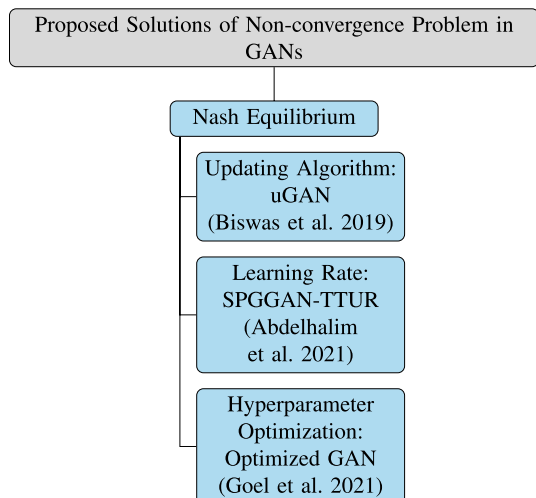 Proposed Solutions of Non-convergence Problem in
GANs
Nash Equilibrium
Updating Algorithm:
uGAN
(Biswas et al. 2019)
Learning Rate:
SPGGAN-TTUR
(Abdelhalim
et al. 2021)
Hyperparameter
Optimization:
Optimized GAN
(Goel et al. 2021)